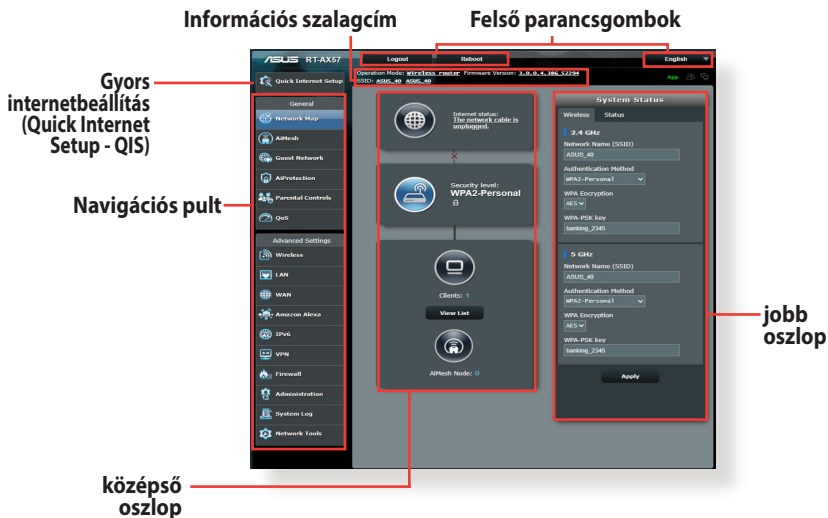 Információs szalagcím
Felső parancsgombok
Gyors
internetbeállítás
(Quick Internet
Setup - QIS)
Navigációs pult
középső
oszlop
jobb
oszlop
ASUS RT-AX57
Logout
Reboot
English
Quick Internet Setup
Operation Mode: Wireless router Firmware Version: 3.0.0.4.386_52294
SSID: ASUS_40 ASUS_40
App
General
Network Map
AiMesh
Guest Network
AiProtection
Parental Controls
QoS
Advanced Settings
Wireless
LAN
WAN
Amazon Alexa
IPv6
VPN
Firewall
Administration
System Log
Network Tools
Internet status:
The network cable is
unplugged.
Security level:
WPA2-Personal
Clients: 1
View List
AiMesh Node: 0
System Status
Wireless
Status
2.4 GHz
Network Name (SSID)
ASUS_40
Authentication Method
WPA2-Personal
WPA Encryption
AES
WPA-PSK key
banking_2345
5 GHz
Network Name (SSID)
ASUS_40
Authentication Method
WPA2-Personal
WPA Encryption
AES
WPA-PSK key
banking_2345
Apply